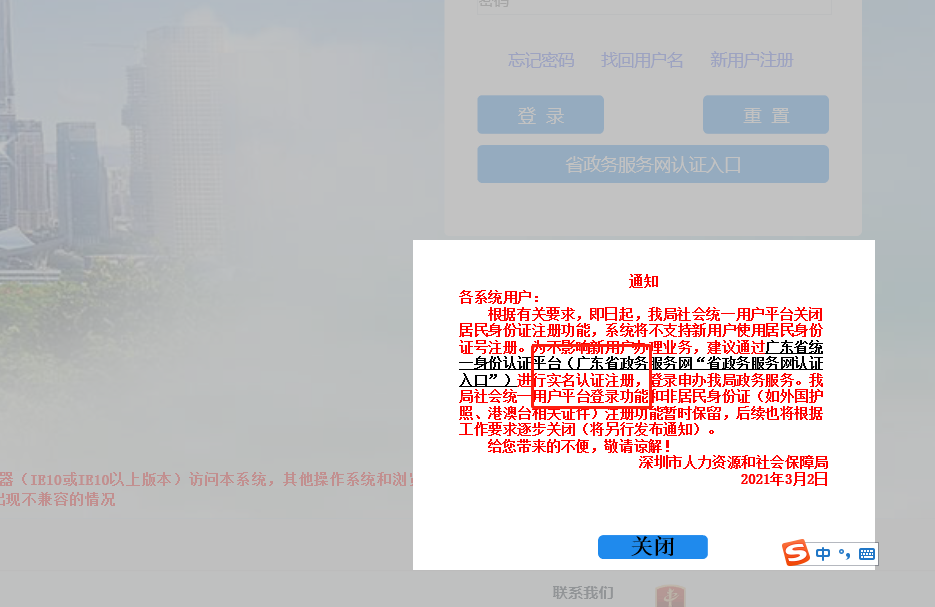 密码
忘记密码 找回用户名 新用户注册
登 录 重 置
省政务服务网认证入口
通知
各系统用户：
根据有关要求，即日起，我局社会统一用户平台关闭
居民身份证注册功能，系统将不支持新用户使用居民身份
证号注册。为不影响新用户办理业务，建议通过广东省统
一身份认证平台（广东省政务服务网“省政务服务网认证
入口”）进行实名认证注册，登录申办我局政务服务。我
局社会统一用户平台登录功能和非居民身份证（如外国护
照、港澳台相关证件）注册功能暂时保留，后续也将根据
工作要求逐步关闭（将另行发布通知）。
给您带来的不便，敬请谅解！
深圳市人力资源和社会保障局
2021年3月2日
器（IE10或IE10以上版本）访问本系统，其他操作系统和浏览
出现不兼容的情况
关闭
中
联系我们